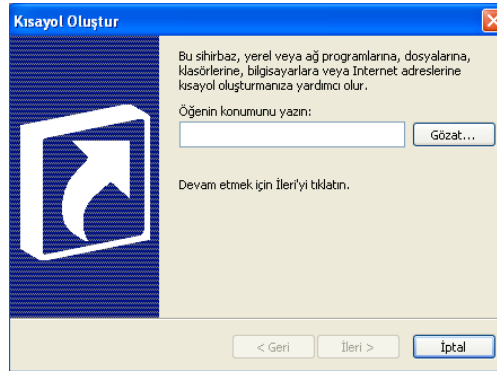 Kısayol Oluştur
Bu sihirbaz, yerel veya ağ programlarına, dosyalarına,
klasörlerine, bilgisayarlara veya Internet adreslerine
kısayol oluşturmanıza yardımcı olur.
Öğenin konumunu yazın:
Gözat...
Devam etmek için İleri'yi tıklatın.
< Geri
İleri >
İptal